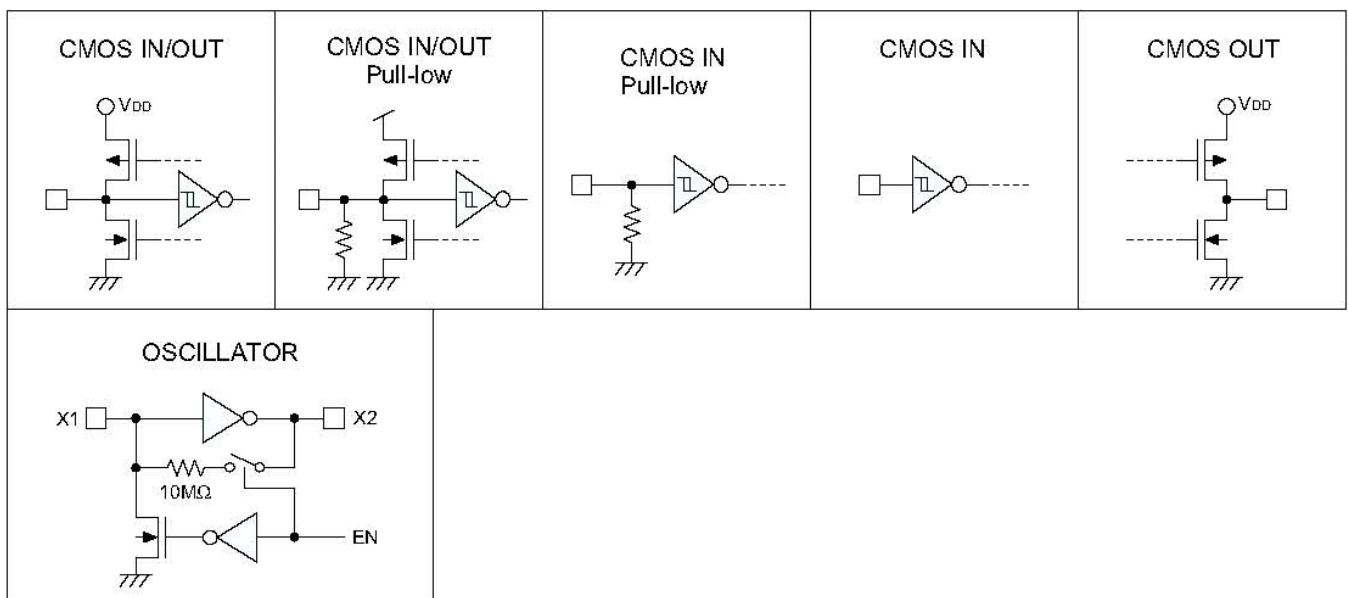 CMOS IN/OUT
CMOS IN/OUT
Pull-low
CMOS IN
Pull-low
CMOS IN
CMOS OUT
VDD
VDD
OSCILLATOR
X1
X2
10MΩ
EN